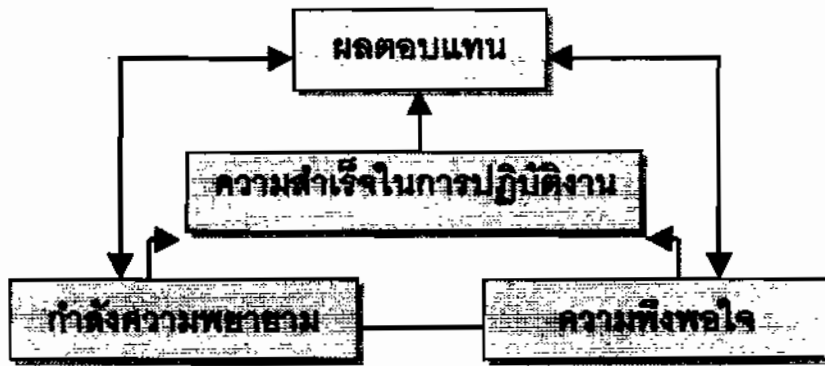 ผลตอบแทน
ความสำเร็จในการปฏิบัติงาน
กำลังความพยายาม
ความพึงพอใจ